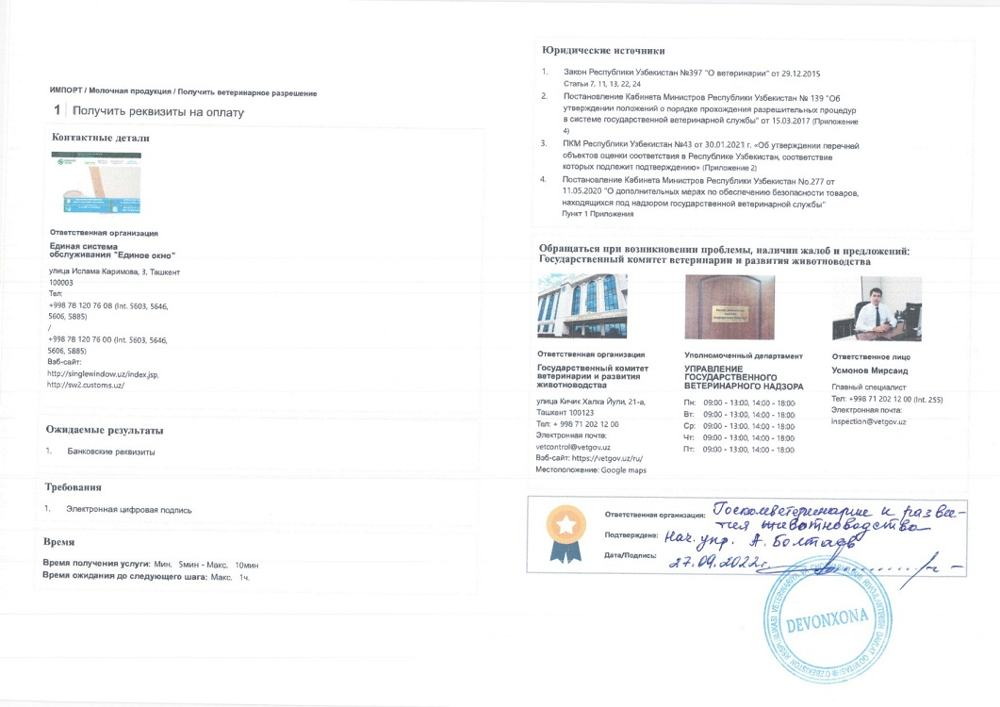 ИМПОРТ / Молочная продукция / Получить ветеринарное разрешение
1 Получить реквизиты на оплату
Контактные детали
Ответственная организация
Единая система
обслуживания "Единое окно"
улица Ислама Каримова, 3, Ташкент
100003
Тел:
+998 78 120 76 08 (Int. 5603, 5646,
5606, 5885)
/
+998 78 120 76 00 (Int. 5603, 5646,
5606, 5885)
Вэб-сайт:
http://singlewindow.uz/index.jsp,
http://sw2.customs.uz/
Ожидаемые результаты
1. Банковские реквизиты
Требования
1. Электронная цифровая подпись
Время
Время получения услуги: Мин. 5мин - Макс. 10мин
Время ожидания до следующего шага: Макс. 1ч.
Юридические источники
1. Закон Республики Узбекистан №397 "О ветеринарии" от 29.12.2015
Статьи 7, 11, 13, 22, 24
2. Постановление Кабинета Министров Республики Узбекистан № 139 "Об
утверждении положений о порядке прохождения разрешительных процедур
в системе государственной ветеринарной службы" от 15.03.2017 (Приложение
4)
3. ПКМ Республики Узбекистан №43 от 30.01.2021 г. «Об утверждении перечней
объектов оценки соответствия в Республике Узбекистан, соответствие
которых подлежит подтверждению» (Приложение 2)
4. Постановление Кабинета Министров Республики Узбекистан No.277 от
11.05.2020 "О дополнительных мерах по обеспечению безопасности товаров,
находящихся под надзором государственной ветеринарной службы"
Пункт 1 Приложения
Обращаться при возникновении проблемы, наличии жалоб и предложений:
Государственный комитет ветеринарии и развития животноводства
Ответственная организация
Государственный комитет
ветеринарии и развития
животноводства
улица Кичик Халка Йули, 21-а,
Ташкент 100123
Тел: + 998 71 202 12 00
Электронная почта:
vetcontrol@vetgov.uz
Вэб-сайт: https://vetgov.uz/ru/
Местоположение: Google maps
Уполномоченный департамент
УПРАВЛЕНИЕ
ГОСУДАРСТВЕННОГО
ВЕТЕРИНАРНОГО НАДЗОРА
Пн: 09:00 - 13:00, 14:00 - 18:00
Вт: 09:00 - 13:00, 14:00 - 18:00
Ср: 09:00 - 13:00, 14:00 - 18:00
Чт: 09:00 - 13:00, 14:00 - 18:00
Пт: 09:00 - 13:00, 14:00 - 18:00
Ответственное лицо
Усмонов Мирсаид
Главный специалист
Тел: +998 71 202 12 00 (Int. 255)
Электронная почта:
inspection@vetgov.uz
Ответственная организация: Госкомветеринарие и разве-
тия животноводства
Подтверждено: Нач. упр. А. Болтаев
Дата/Подпись: 27.09.2022г.
DEVONXONA